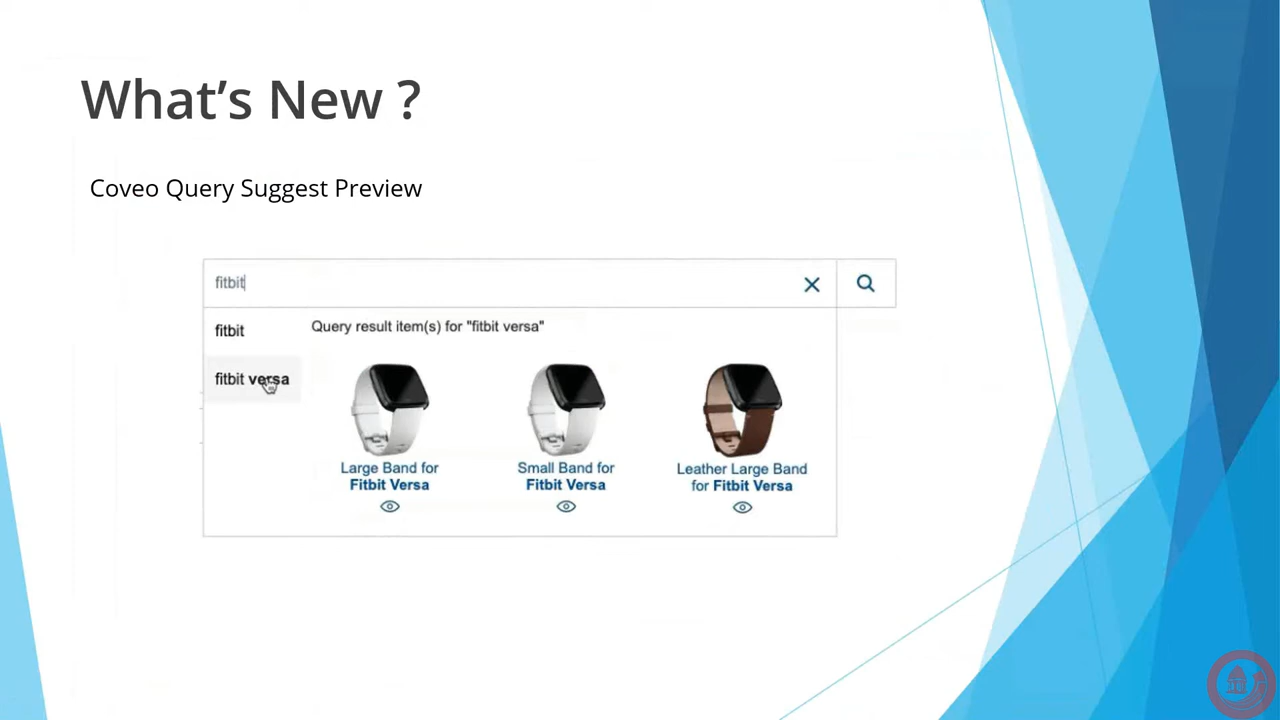 What's New ?
Coveo Query Suggest Preview
fitbit
fitbit
Query result item(s) for "fitbit versa"
fitbit versa
Large Band for
Fitbit Versa
Small Band for
Fitbit Versa
Leather Large Band
for Fitbit Versa